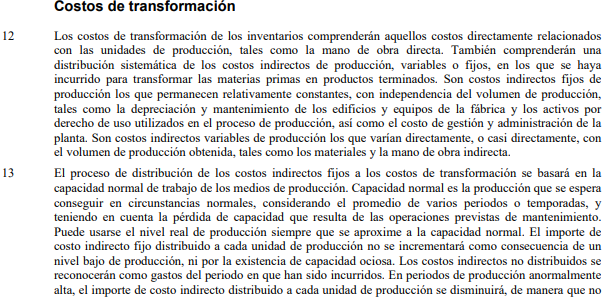 Costos de transformación
12 Los costos de transformación de los inventarios comprenderán aquellos costos directamente relacionados
con las unidades de producción, tales como la mano de obra directa. También comprenderán una
distribución sistemática de los costos indirectos de producción, variables o fijos, en los que se haya
incurrido para transformar las materias primas en productos terminados. Son costos indirectos fijos de
producción los que permanecen relativamente constantes, con independencia del volumen de producción,
tales como la depreciación y mantenimiento de los edificios y equipos de la fábrica y los activos por
derecho de uso utilizados en el proceso de producción, así como el costo de gestión y administración de la
planta. Son costos indirectos variables de producción los que varían directamente, o casi directamente, con
el volumen de producción obtenida, tales como los materiales y la mano de obra indirecta.
13 El proceso de distribución de los costos indirectos fijos a los costos de transformación se basará en la
capacidad normal de trabajo de los medios de producción. Capacidad normal es la producción que se espera
conseguir en circunstancias normales, considerando el promedio de varios periodos o temporadas, y
teniendo en cuenta la pérdida de capacidad que resulta de las operaciones previstas de mantenimiento.
Puede usarse el nivel real de producción siempre que se aproxime a la capacidad normal. El importe de
costo indirecto fijo distribuido a cada unidad de producción no se incrementará como consecuencia de un
nivel bajo de producción, ni por la existencia de capacidad ociosa. Los costos indirectos no distribuidos se
reconocerán como gastos del periodo en que han sido incurridos. En periodos de producción anormalmente
alta, el importe de costo indirecto distribuido a cada unidad de producción se disminuirá, de manera que no